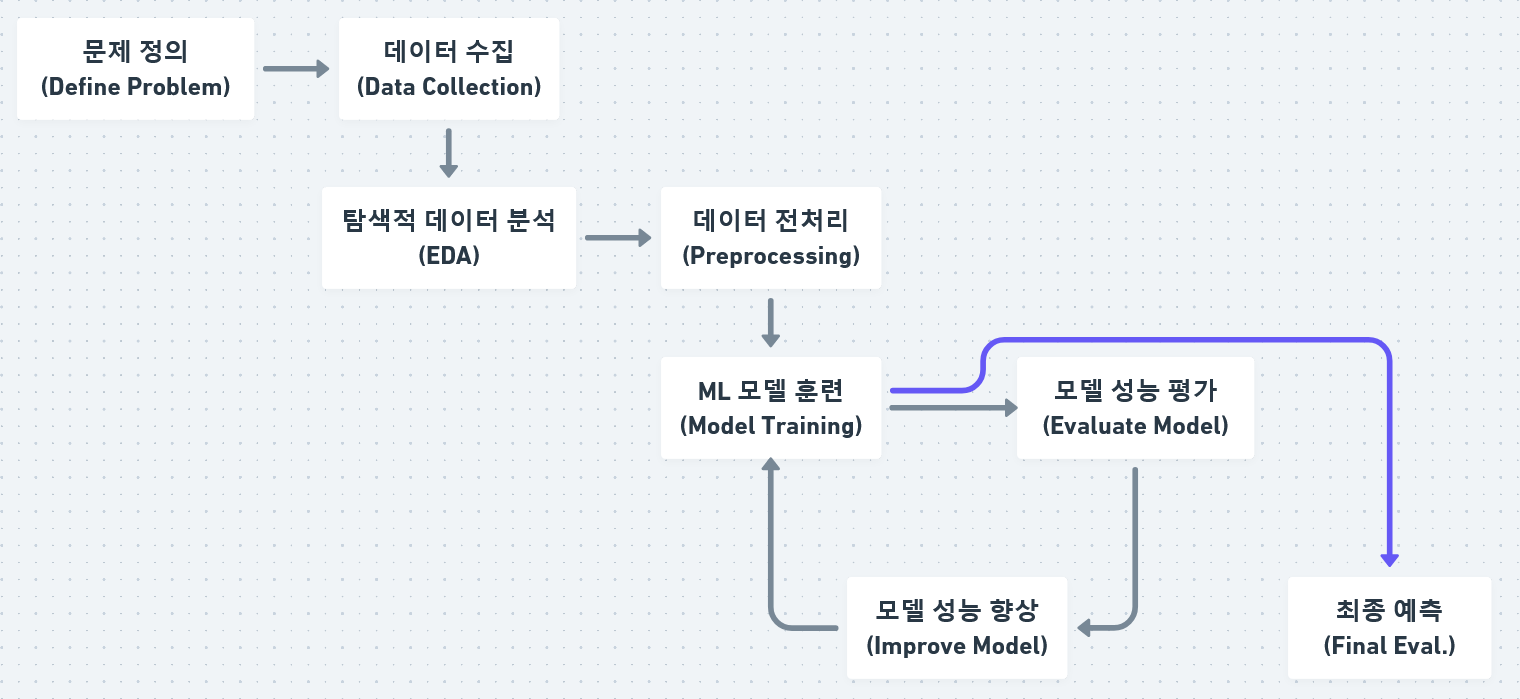 문제 정의
(Define Problem)
데이터 수집
(Data Collection)
탐색적 데이터 분석
(EDA)
데이터 전처리
(Preprocessing)
ML 모델 훈련
(Model Training)
모델 성능 평가
(Evaluate Model)
모델 성능 향상
(Improve Model)
최종 예측
(Final Eval.)